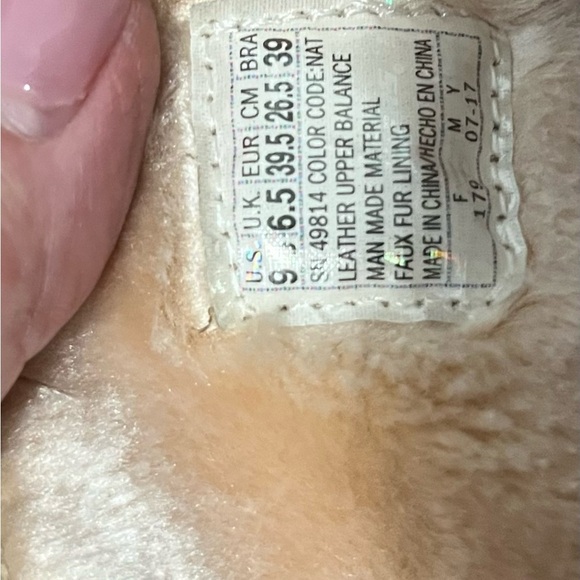 U.S. U.K. EUR CM BRA
9 6.5 39.5 26.5 39
SN 49814 COLOR CODE:NAT
LEATHER UPPER BALANCE
MAN MADE MATERIAL
FAUX FUR LINING
MADE IN CHINA/HECHO EN CHINA
F M Y
179 07-17